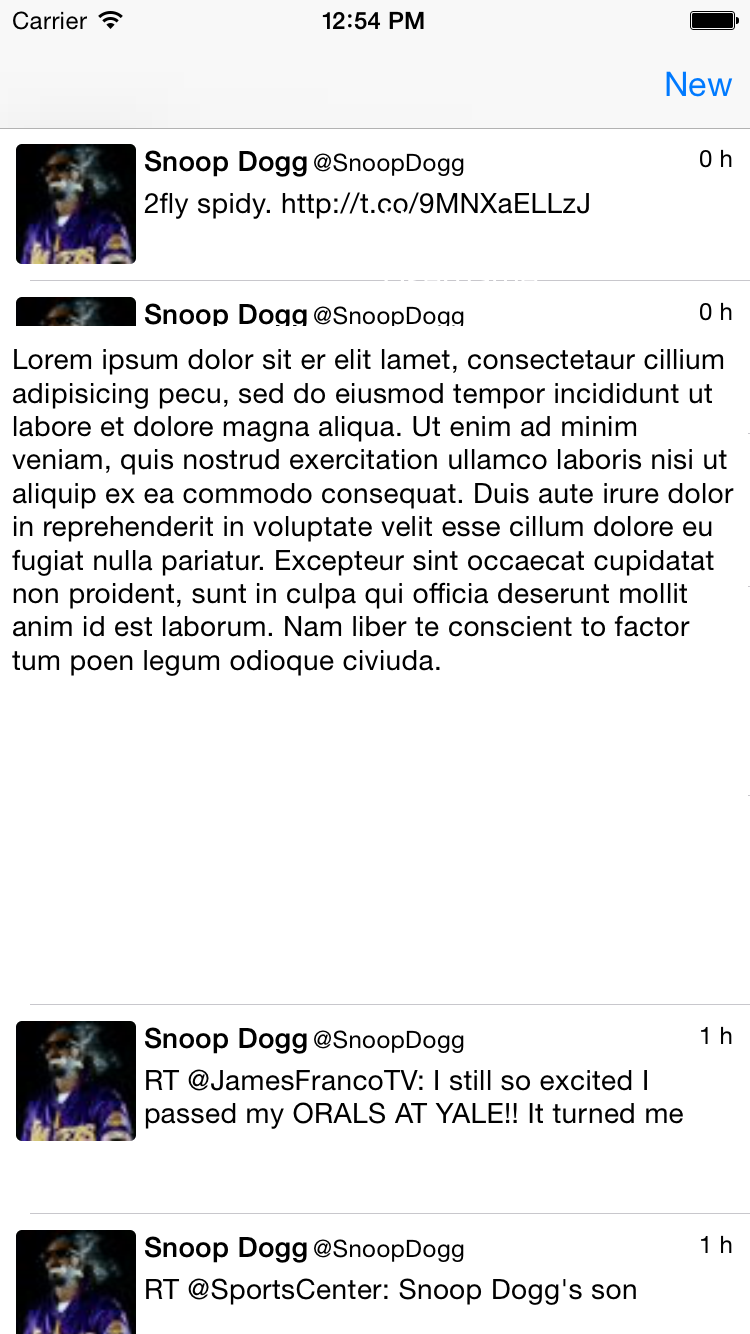 Carrier 12:54 PM
New
Snoop Dogg @SnoopDogg 0 h
2fly spidy. http://t.co/9MNXaELLzJ
Snoop Dogg @SnoopDogg 0 h
Lorem ipsum dolor sit er elit lamet, consectetaur cillium
adipisicing pecu, sed do eiusmod tempor incididunt ut
labore et dolore magna aliqua. Ut enim ad minim
veniam, quis nostrud exercitation ullamco laboris nisi ut
aliquip ex ea commodo consequat. Duis aute irure dolor
in reprehenderit in voluptate velit esse cillum dolore eu
fugiat nulla pariatur. Excepteur sint occaecat cupidatat
non proident, sunt in culpa qui officia deserunt mollit
anim id est laborum. Nam liber te conscient to factor
tum poen legum odioque civiuda.
Snoop Dogg @SnoopDogg 1 h
RT @JamesFrancoTV: I still so excited I
passed my ORALS AT YALE!! It turned me
Snoop Dogg @SnoopDogg 1 h
RT @SportsCenter: Snoop Dogg's son